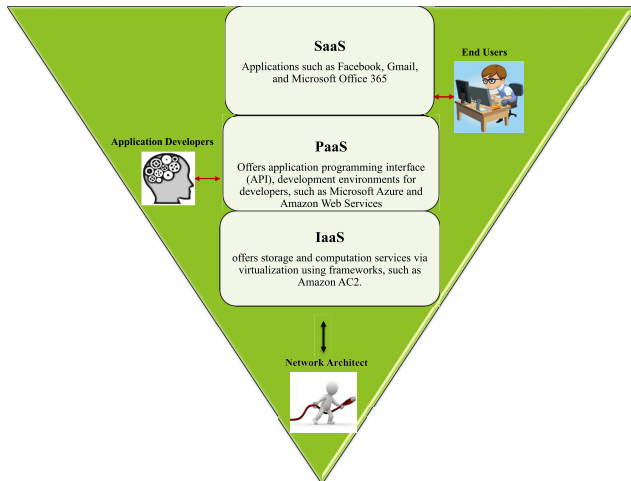 SaaS
Applications such as Facebook, Gmail,
and Microsoft Office 365
End Users
Application Developers
PaaS
Offers application programming interface
(API), development environments for
developers, such as Microsoft Azure and
Amazon Web Services
IaaS
offers storage and computation services via
virtualization using frameworks, such as
Amazon AC2.
Network Architect